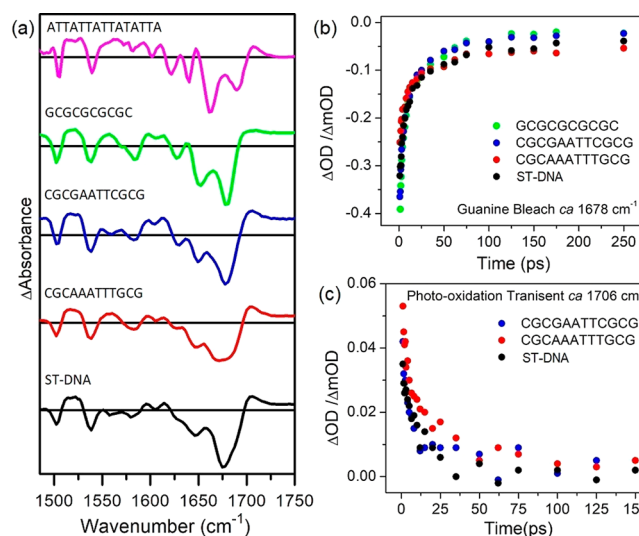 (a)
ATTATTATTATATTA
GCGCGCGCGC
CGCGAATTCGCG
CGCAAATTTGCG
ST-DNA
ΔAbsorbance
1500 1550 1600 1650 1700 1750
Wavenumber (cm⁻¹)
(b)
0.0
-0.1
-0.2
-0.3
-0.4
ΔOD /ΔmOD
GCGCGCGCGC
CGCGAATTCGCG
CGCAAATTTGCG
ST-DNA
Guanine Bleach ca 1678 cm⁻¹
0 50 100 150 200 250
Time (ps)
(c)
0.06
0.04
0.02
0.00
ΔOD /ΔmOD
Photo-oxidation Transisent ca 1706 cm
CGCGAATTCGCG
CGCAAATTTGCG
ST-DNA
0 25 50 75 100 125 150
Time(ps)